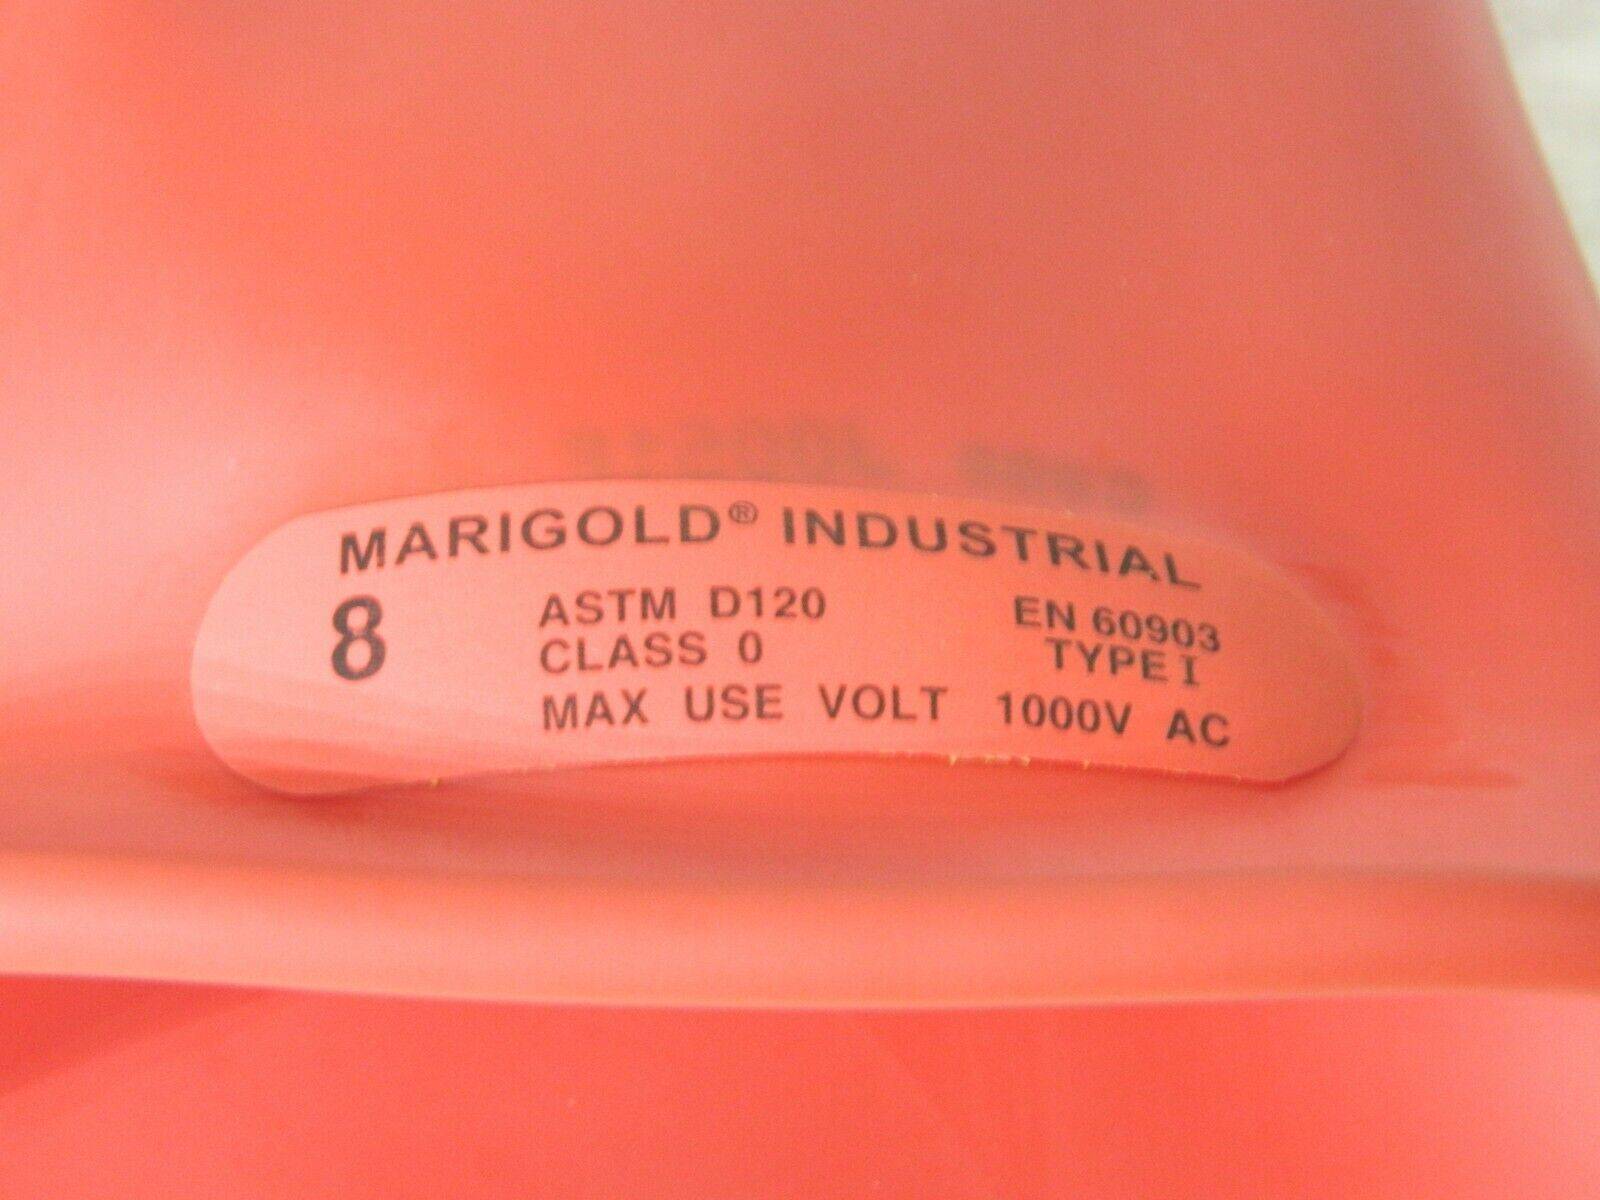 MARIGOLD® INDUSTRIAL
8
ASTM D120
CLASS 0
EN 60903
TYPE I
MAX USE VOLT 1000V AC